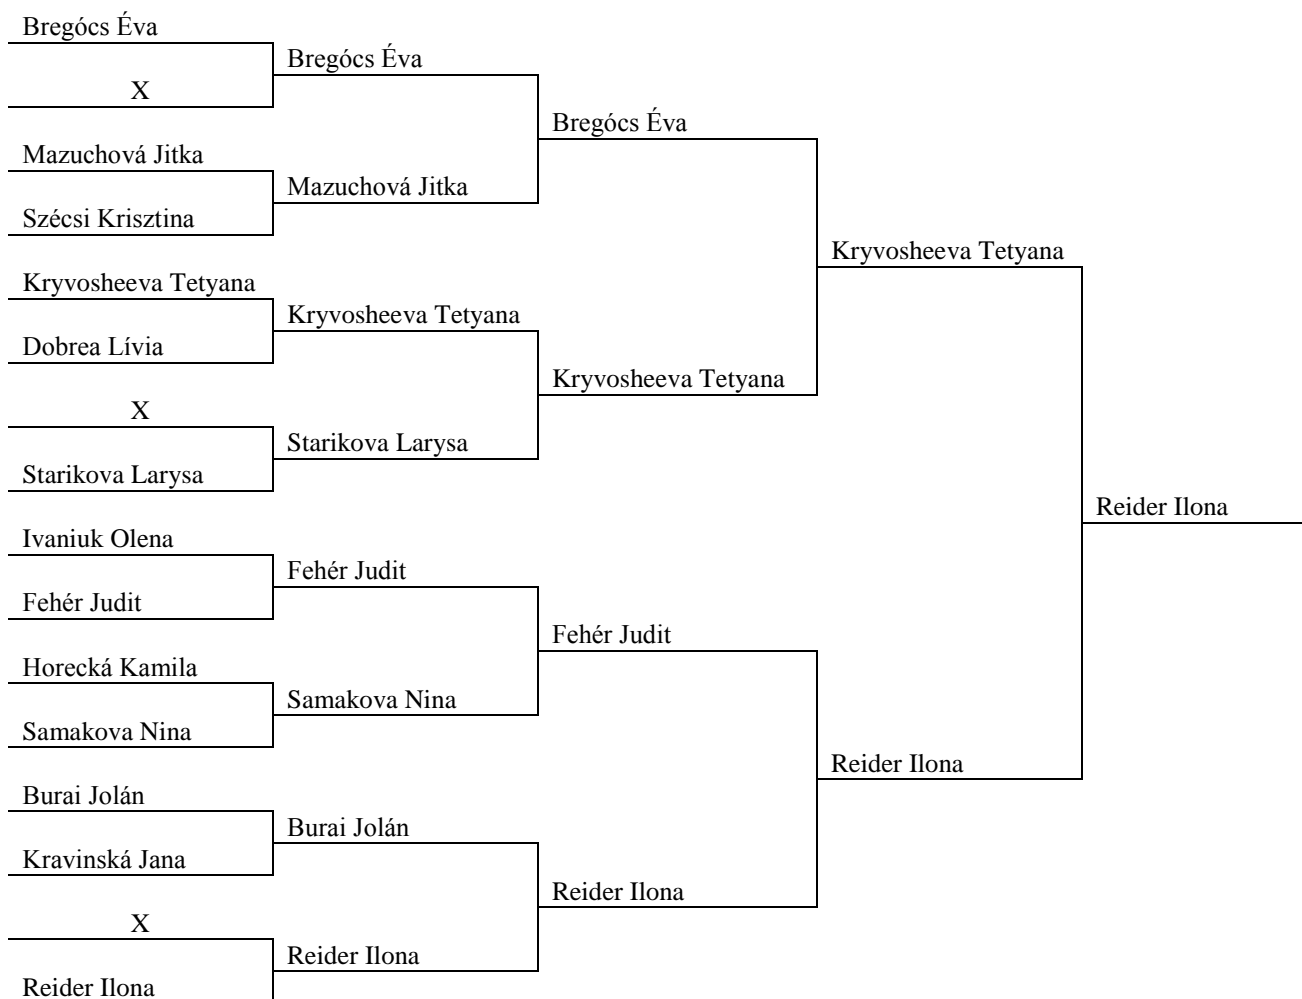 Bregócs Éva
X
Mazuchová Jitka
Szécsi Krisztina
Kryvosheeva Tetyana
Dobrea Lívia
X
Starikova Larysa
Ivaniuk Olena
Fehér Judit
Horecká Kamila
Samakova Nina
Burai Jolán
Kravinská Jana
X
Reider Ilona
Bregócs Éva
Mazuchová Jitka
Kryvosheeva Tetyana
Starikova Larysa
Fehér Judit
Samakova Nina
Burai Jolán
Reider Ilona
Bregócs Éva
Kryvosheeva Tetyana
Fehér Judit
Reider Ilona
Kryvosheeva Tetyana
Reider Ilona
Reider Ilona